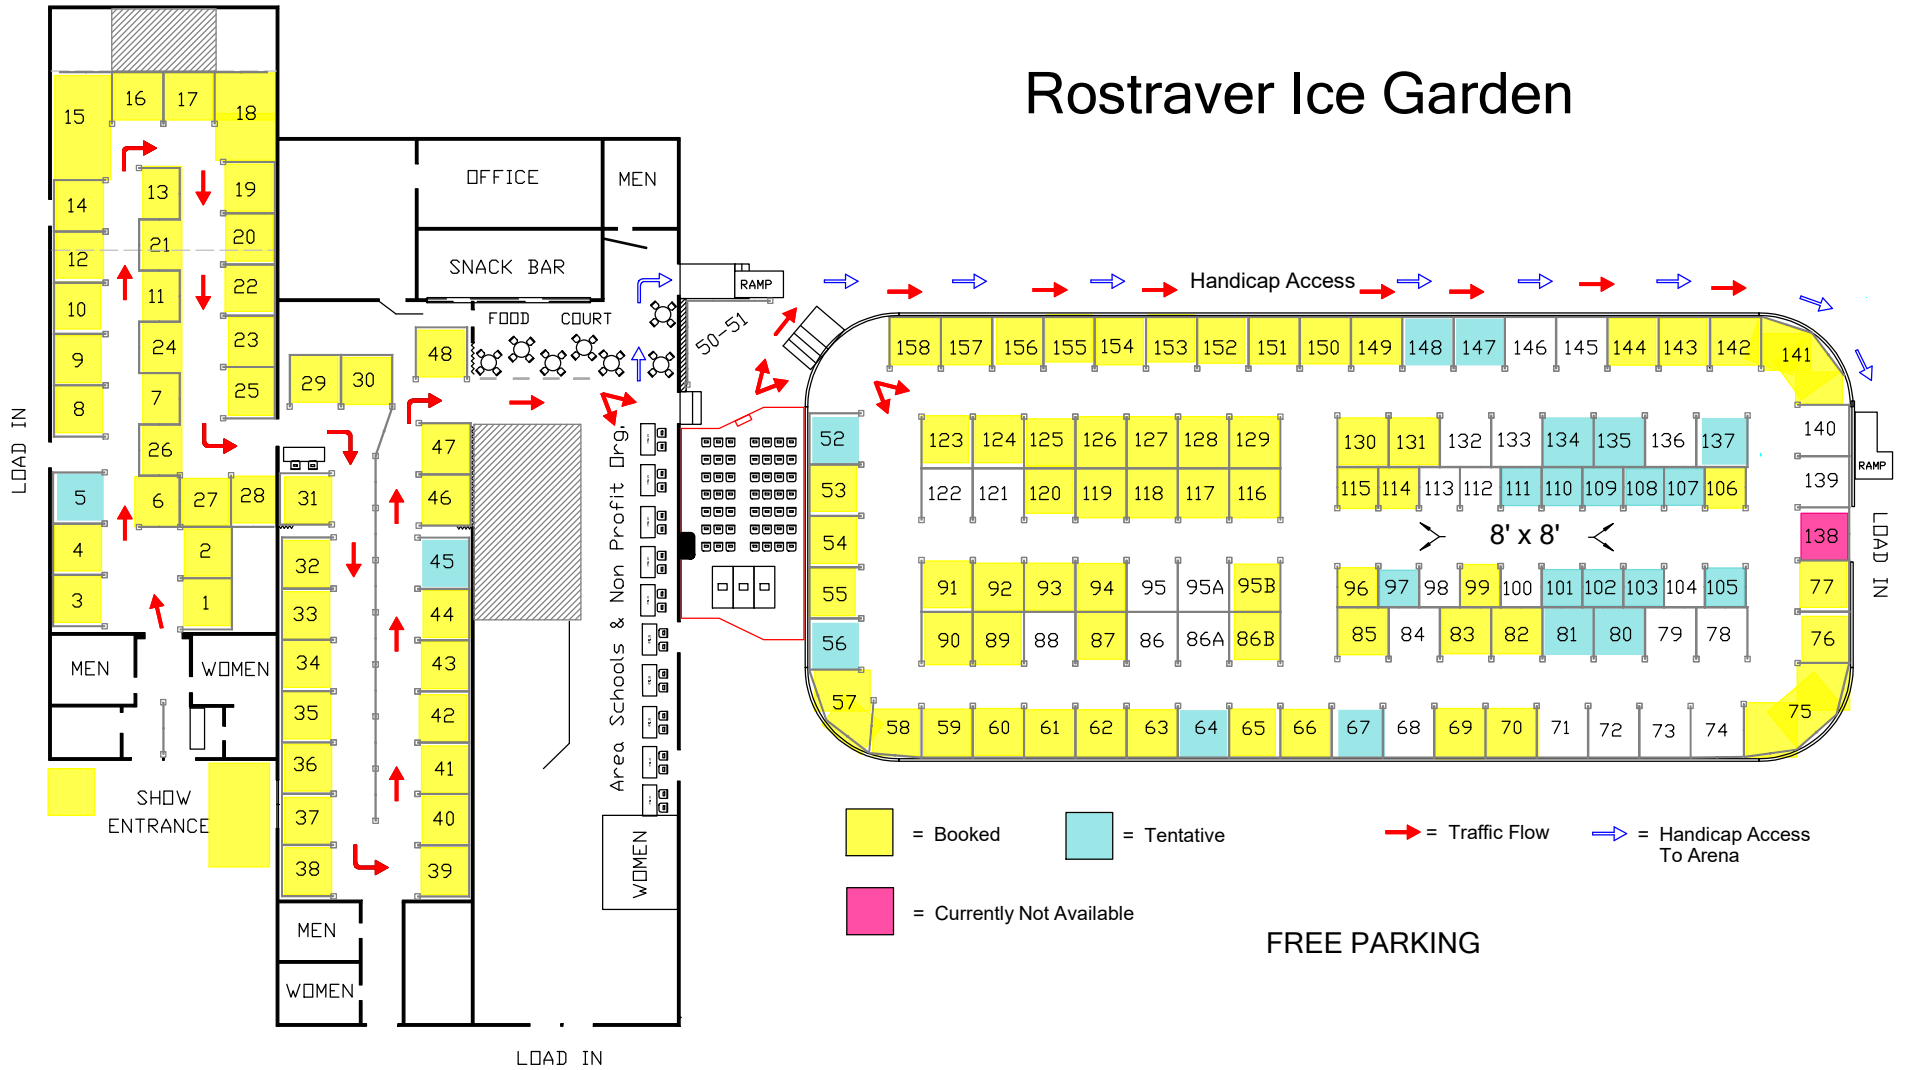 Rostraver Ice Garden
15
16
17
18
14
13
19
12
21
20
10
11
22
9
24
23
8
7
25
26
5
6
27
28
4
2
3
1
LOAD IN
MEN
WOMEN
SHOW
ENTRANCE
OFFICE
MEN
SNACK BAR
FOOD COURT
48
29
30
31
47
46
32
45
33
44
34
43
35
42
36
41
37
40
38
39
MEN
WOMEN
LOAD IN
WOMEN
Area Schools & Non Profit Org.
RAMP
50-51
Handicap Access
158 157 156 155 154 153 152 151 150 149 148 147 146 145 144 143 142 141
52
53
54
55
56
57
123 124 125 126 127 128 129
122 121 120 119 118 117 116
130 131 132 133 134 135 136 137
115 114 113 112 111 110 109 108 107 106
8' x 8'
91 92 93 94 95 95A 95B
90 89 88 87 86 86A 86B
96 97 98 99 100 101 102 103 104 105
85 84 83 82 81 80 79 78
58 59 60 61 62 63 64 65 66 67 68 69 70 71 72 73 74 75
140
139
138
77
76
RAMP
LOAD IN
= Booked
= Tentative
= Traffic Flow
= Handicap Access
To Arena
= Currently Not Available
FREE PARKING